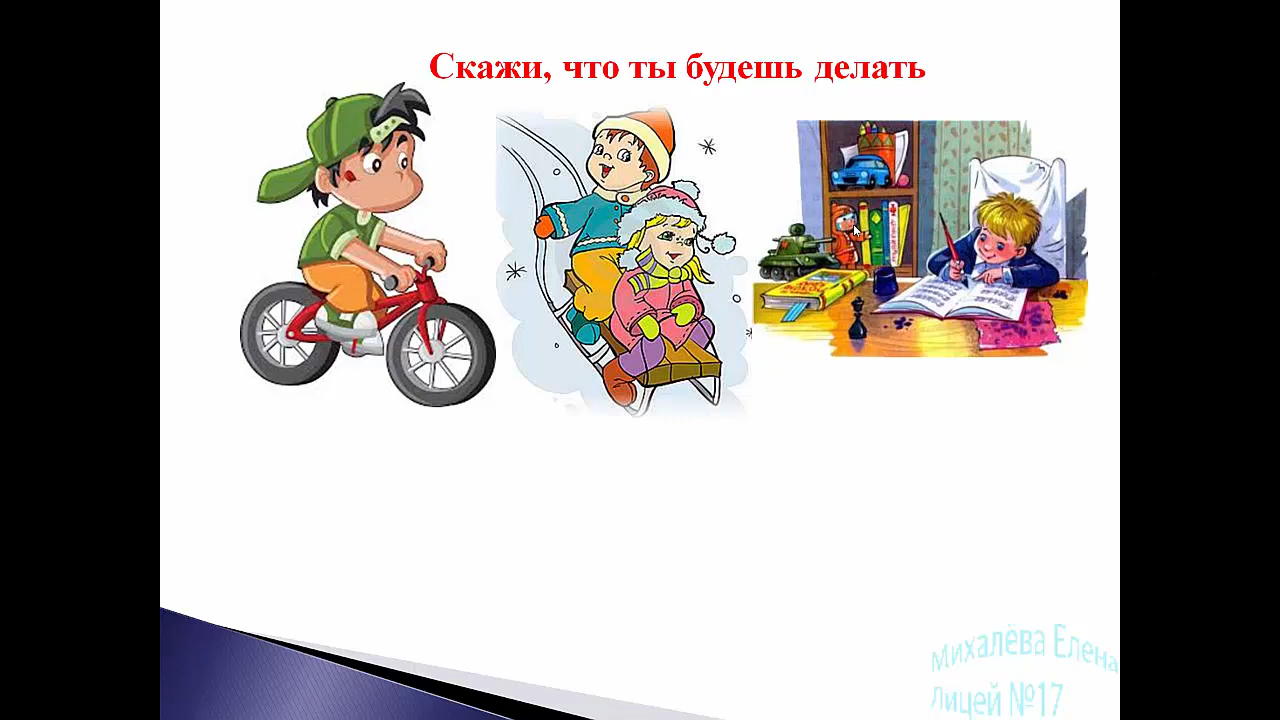 Скажи, что ты будешь делать
Михалёва Елена
Лицей №17